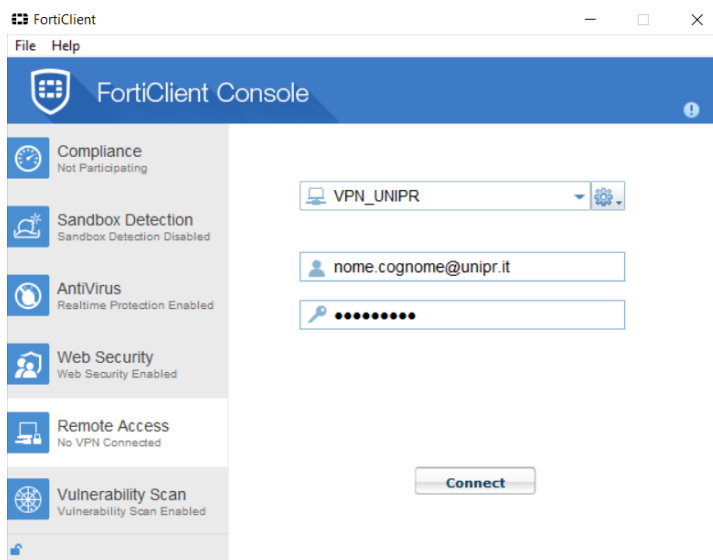 FortiClient
File Help
FortiClient Console
Compliance
Not Participating
Sandbox Detection
Sandbox Detection Disabled
AntiVirus
Realtime Protection Enabled
Web Security
Web Security Enabled
Remote Access
No VPN Connected
Vulnerability Scan
Vulnerability Scan Enabled
VPN_UNIPR
nome.cognome@unipr.it
•••••••••
Connect